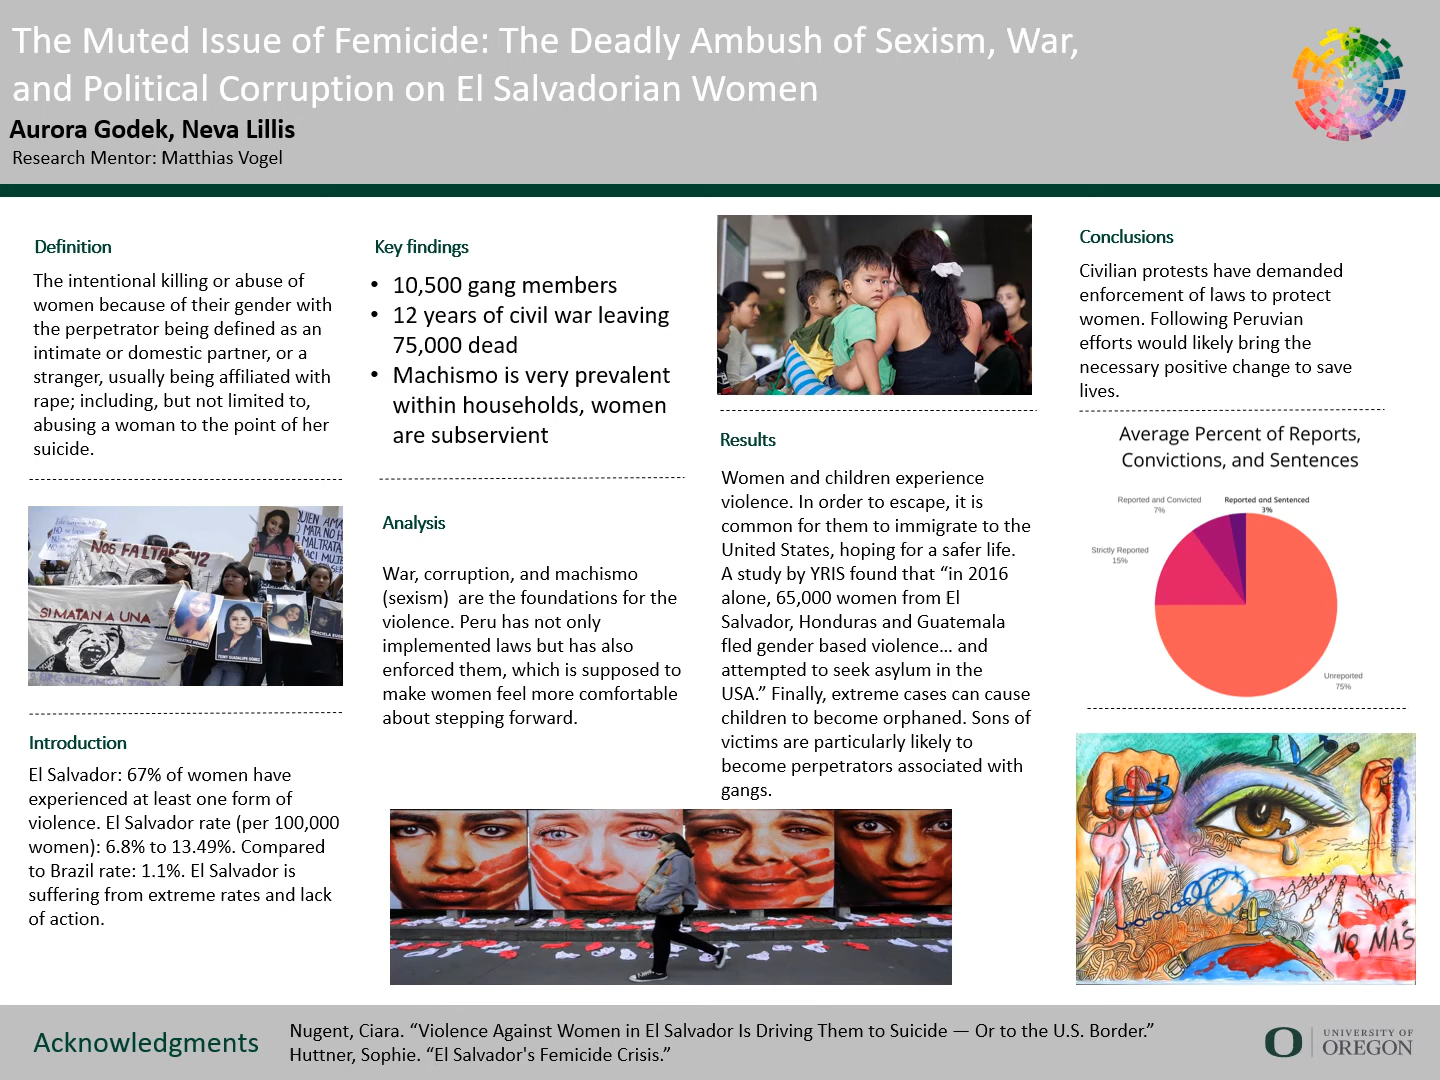 The Muted Issue of Femicide: The Deadly Ambush of Sexism, War,
and Political Corruption on El Salvadorian Women
Aurora Godek, Neva Lillis
Research Mentor: Matthias Vogel
Definition
The intentional killing or abuse of
women because of their gender with
the perpetrator being defined as an
intimate or domestic partner, or a
stranger, usually being affiliated with
rape; including, but not limited to,
abusing a woman to the point of her
suicide.
NOS FALTAN 42
QUIEN AMA
NO MATA NO H
MALTRATA
SI MATAN A UNA
Introduction
El Salvador: 67% of women have
experienced at least one form of
violence. El Salvador rate (per 100,000
women): 6.8% to 13.49%. Compared
to Brazil rate: 1.1%. El Salvador is
suffering from extreme rates and lack
of action.
Key findings
• 10,500 gang members
• 12 years of civil war leaving
75,000 dead
• Machismo is very prevalent
within households, women
are subservient
Analysis
War, corruption, and machismo
(sexism)  are the foundations for the
violence. Peru has not only
implemented laws but has also
enforced them, which is supposed to
make women feel more comfortable
about stepping forward.
Results
Women and children experience
violence. In order to escape, it is
common for them to immigrate to the
United States, hoping for a safer life.
A study by YRIS found that “in 2016
alone, 65,000 women from El
Salvador, Honduras and Guatemala
fled gender based violence… and
attempted to seek asylum in the
USA.” Finally, extreme cases can cause
children to become orphaned. Sons of
victims are particularly likely to
become perpetrators associated with
gangs.
Conclusions
Civilian protests have demanded
enforcement of laws to protect
women. Following Peruvian
efforts would likely bring the
necessary positive change to save
lives.
Average Percent of Reports,
Convictions, and Sentences
Reported and Convicted
7%
Reported and Sentenced
3%
Strictly Reported
15%
Unreported
75%
NO MAS
Acknowledgments
Nugent, Ciara. “Violence Against Women in El Salvador Is Driving Them to Suicide — Or to the U.S. Border.”
Huttner, Sophie. “El Salvador's Femicide Crisis.”
UNIVERSITY OF
OREGON